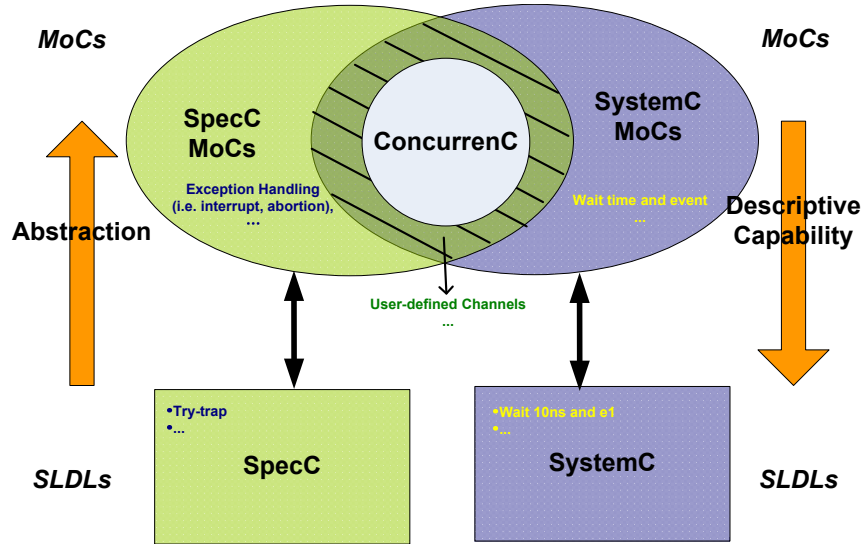 MoCs
MoCs
SpecC
MoCs
SystemC
MoCs
ConcurrenC
Exception Handling
(i.e. interrupt, abortion),
...
Wait time and event
...
Abstraction
Descriptive
Capability
User-defined Channels
...
•Try-trap
•...
•Wait 10ns and e1
•...
SpecC
SystemC
SLDLs
SLDLs